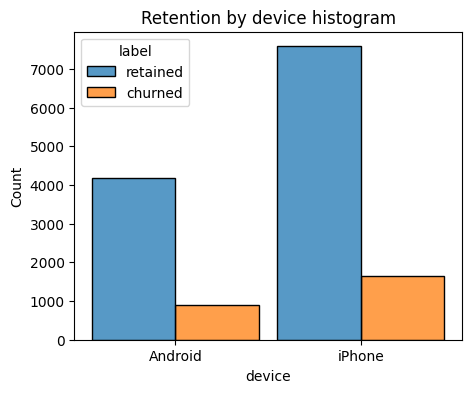 Retention by device histogram
label
retained
churned
7000
6000
5000
4000
3000
2000
1000
0
Count
Android
iPhone
device